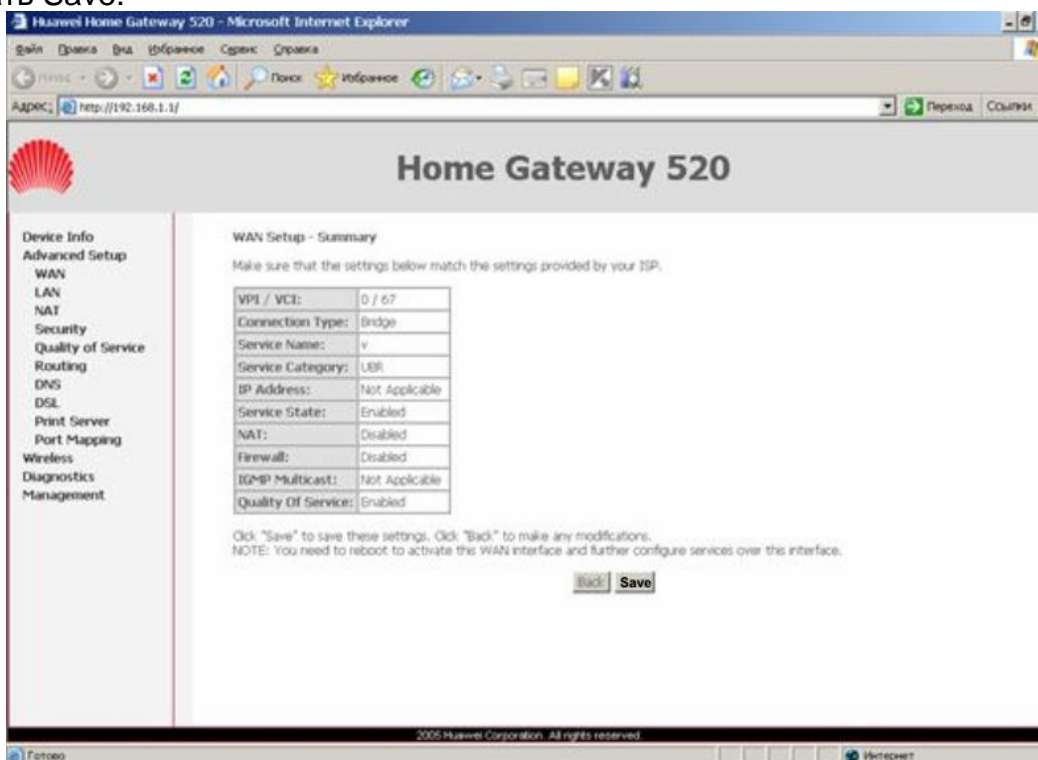 ть Save.
Huawei Home Gateway 520 - Microsoft Internet Explorer
Файл Правка Вид Избранное Сервис Справка
Поиск Избранное
Адрес: http://192.168.1.1/ Переход Ссылки
Home Gateway 520
Device Info
Advanced Setup
WAN
LAN
NAT
Security
Quality of Service
Routing
DNS
DSL
Print Server
Port Mapping
Wireless
Diagnostics
Management
WAN Setup - Summary
Make sure that the settings below match the settings provided by your ISP.
VPI / VCI: 0 / 67
Connection Type: Bridge
Service Name: v
Service Category: UBR
IP Address: Not Applicable
Service State: Enabled
NAT: Disabled
Firewall: Disabled
IGMP Multicast: Not Applicable
Quality Of Service: Enabled
Click "Save" to save these settings. Click "Back" to make any modifications.
NOTE: You need to reboot to activate this WAN interface and further configure services over this interface.
Back Save
2005 Huawei Corporation. All rights reserved.
Готово Интернет